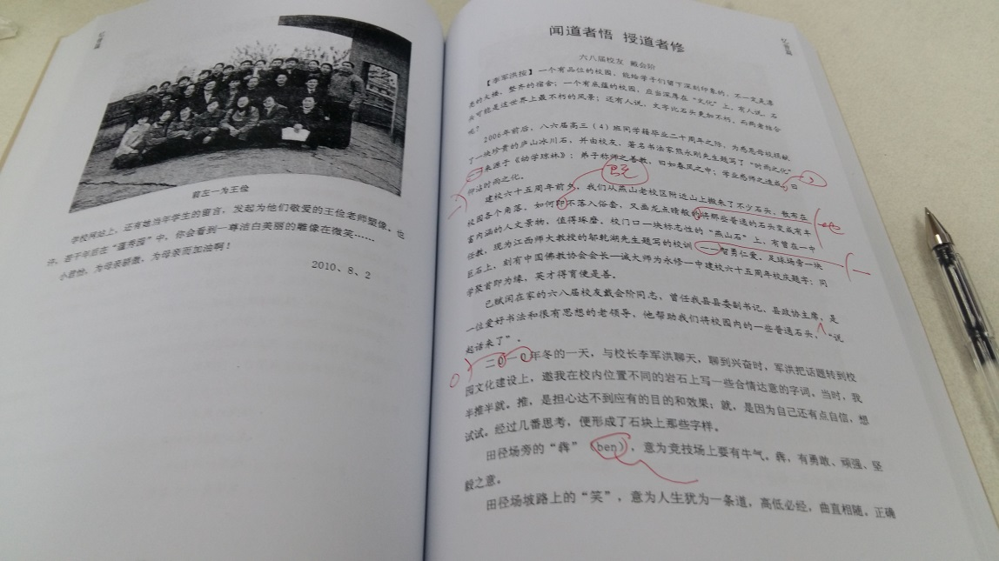 忆世篇
前左一为王俭
学校网站上，还有雄当年学生的留言，发起为他们敬爱的王俭老师塑像。也
许，若干年后在“蕴秀园”中，你会看到一尊洁白美丽的雕像在微笑……
小慈怡，为母亲骄傲，为母亲而加油啊！
2010、8、2
闻道者悟 授道者修
六八届校友 戴会阶
【李军洪按】一个有品位的校园，能给学子们留下深刻印象的，不一定是漂
亮的大楼，整齐的宿舍；一个有底蕴的校园，应当深厚在“文化”上，有人说，石
头可能是这世界上最不朽的风景；还有人说，文字比石头更加不朽，而两者结合
呢？
2006年前后，八六届高三（4）班同学籍毕业二十周年之际，为感恩母校捐献
了一块珍贵的庐山冰川石，并由校友、著名书法家熊永刚先生题写了“时雨之化”
—来源于《幼学琼林》：弟子称师之善教，曰如春风之中；学业感师之造成，曰
仰沾时雨之化。
已 先
建校六十五周年前夕，我们从燕山老校区附近山上搬来了不少石头，散布在
校园各个角落，如何即不落入俗套，又画龙点睛般的将那些普通的石头变成有丰
富内涵的人文景物，值得琢磨。校门口一块标志性的“燕山石”上，有曾在一中
任教，现为江西师大教授的邬乾湖先生题写的校训——智勇仁爱，足球场旁一块
巨石上，刻有中国佛教协会会长一诚大师为永修一中建校六十五周年校庆题字：同
学聚首即为缘，英才得育便是善。
己赋闲在家的六八届校友戴会阶同志，曾任我县县委副书记、县政协主席，是
一位爱好书法和很有思想的老领导，他帮助我们将校园内的一些普通石头，“说
起话来了”。
二0一0年冬的一天，与校长李军洪聊天，聊到兴奋时，军洪把话题转到校
园文化建设上，邀我在校内位置不同的岩石上写一些合情达意的字词。当时，我
半推半就。推，是担心达不到应有的目的和效果；就，是因为自己还有点自信，想
试试。经过几番思考，便形成了石块上那些字样。
田径场旁的“犇”（ben），意为竞技场上要有牛气。犇，有勇敢、顽强、坚
毅之意。
田径场坡路上的“笑”，意为人生犹为一条道，高低必经，曲直相随，正确